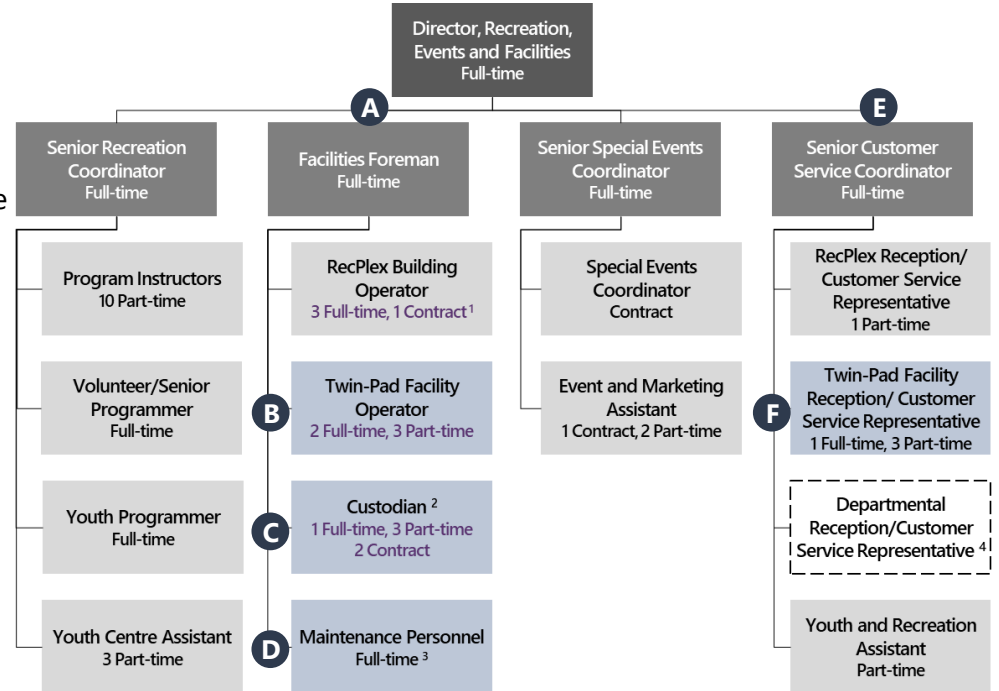 Director, Recreation,
Events and Facilities
Full-time
A
E
Senior Recreation
Coordinator
Full-time
Facilities Foreman
Full-time
Senior Special Events
Coordinator
Full-time
Senior Customer
Service Coordinator
Full-time
e
Program Instructors
10 Part-time
RecPlex Building
Operator
3 Full-time, 1 Contract 1
Special Events
Coordinator
Contract
RecPlex Reception/
Customer Service
Representative
1 Part-time
Volunteer/Senior
Programmer
Full-time
B
Twin-Pad Facility
Operator
2 Full-time, 3 Part-time
Event and Marketing
Assistant
1 Contract, 2 Part-time
F
Twin-Pad Facility
Reception/ Customer
Service Representative
1 Full-time, 3 Part-time
Youth Programmer
Full-time
C
Custodian 2
1 Full-time, 3 Part-time
2 Contract
Departmental
Reception/Customer
Service Representative 4
Youth Centre Assistant
3 Part-time
D
Maintenance Personnel
Full-time 3
Youth and Recreation
Assistant
Part-time